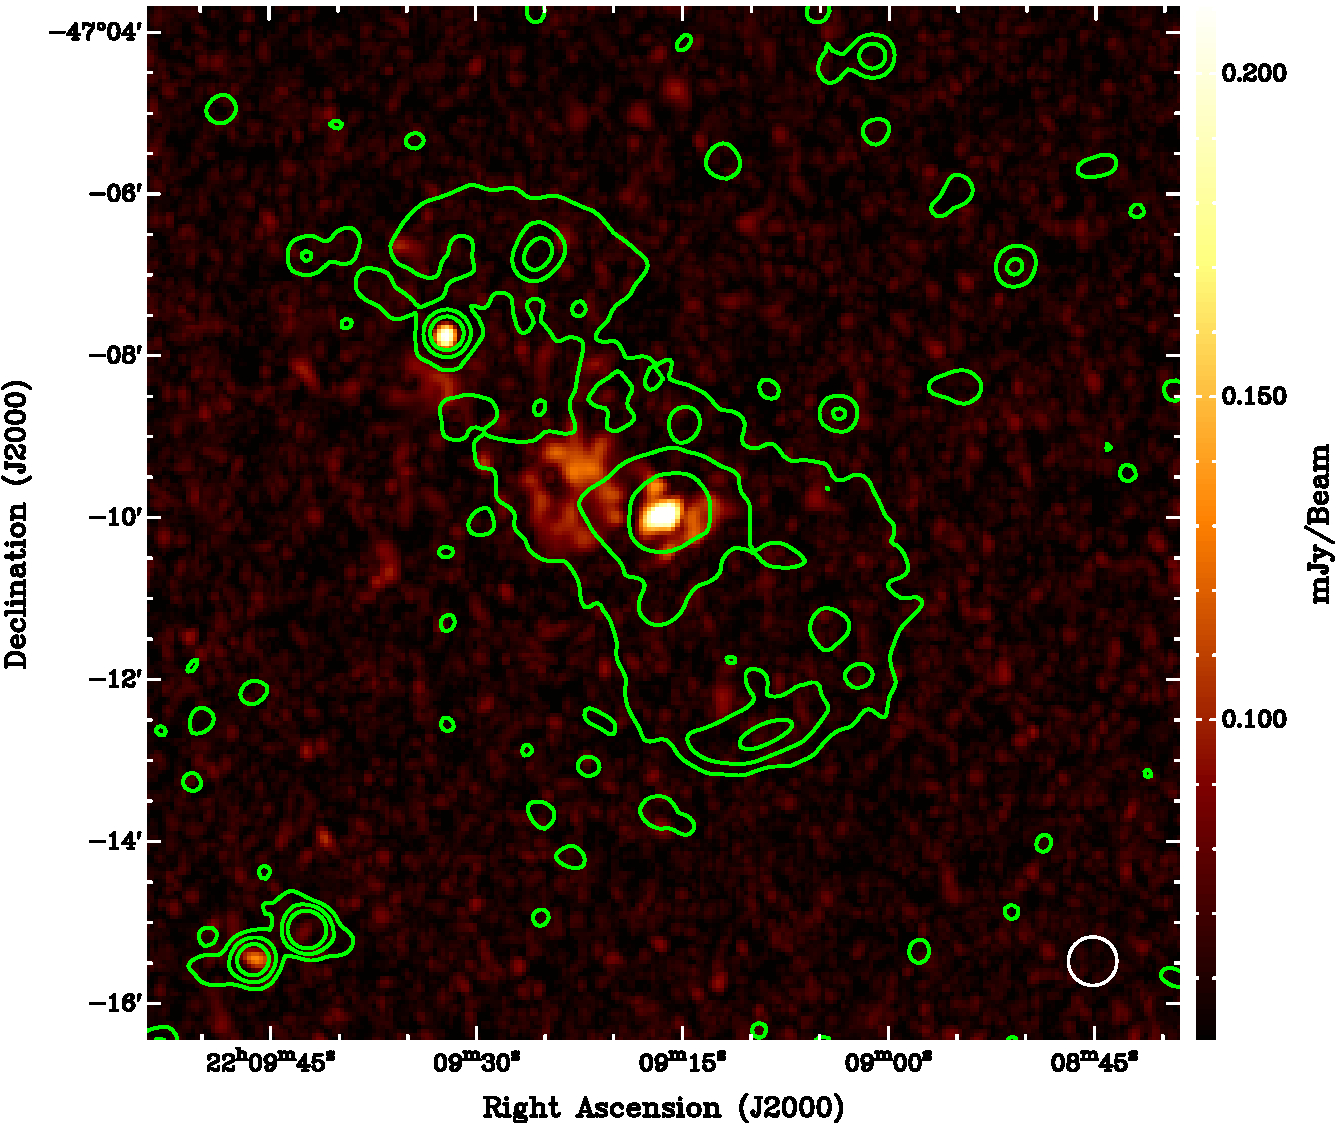 −47°04′
−06′
−08′
−10′
−12′
−14′
−16′
Declination (J2000)
22ʰ09ᵐ45ˢ
09ᵐ30ˢ
09ᵐ15ˢ
09ᵐ00ˢ
08ᵐ45ˢ
Right Ascension (J2000)
0.200
0.150
0.100
mJy/Beam